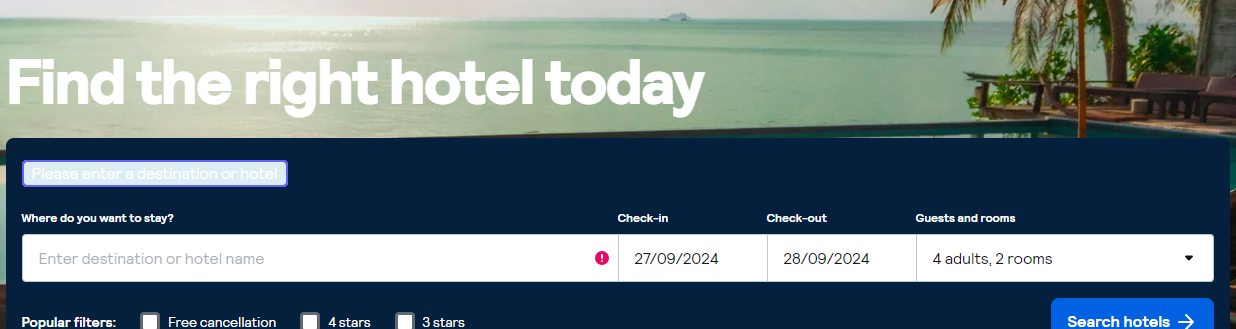 Find the right hotel today
Please enter a destination or hotel
Where do you want to stay? Check-in Check-out Guests and rooms
Enter destination or hotel name 27/09/2024 28/09/2024 4 adults, 2 rooms
Popular filters: Free cancellation 4 stars 3 stars Search hotels